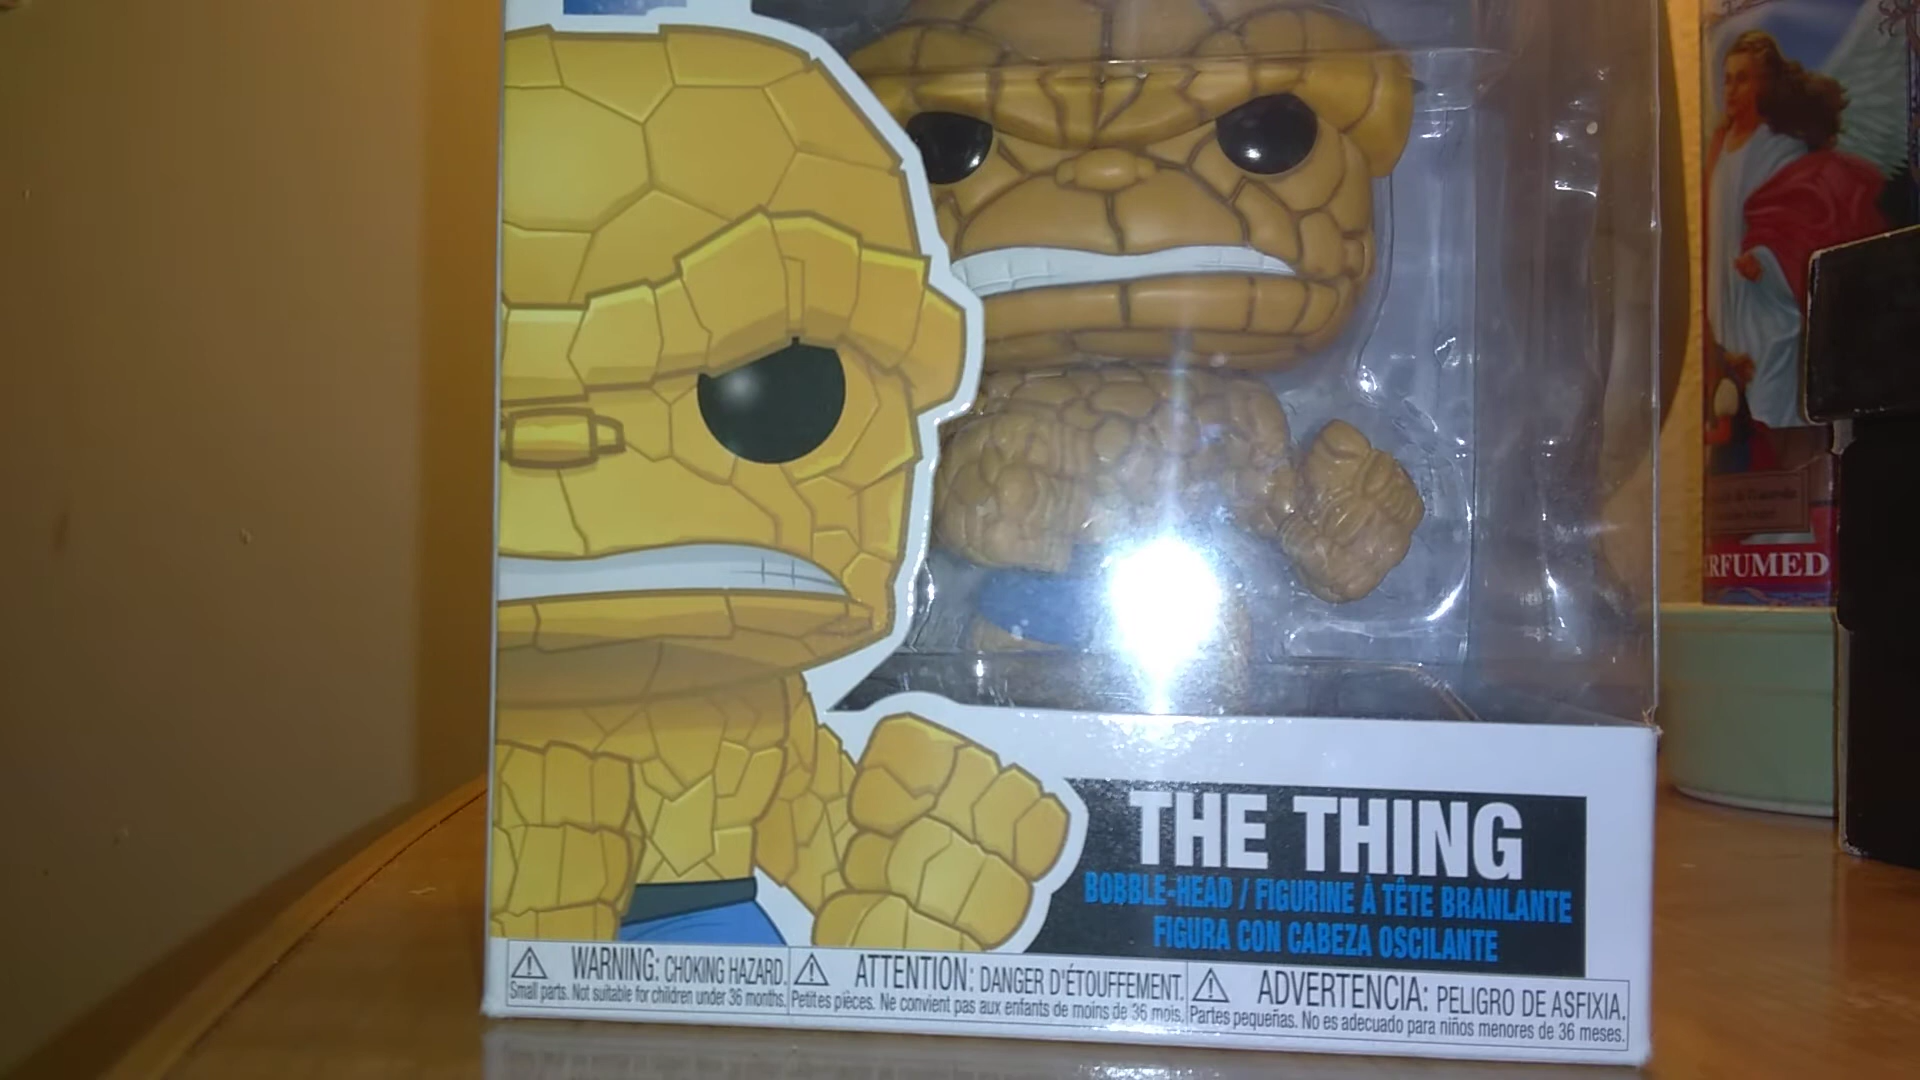 RFUMED
THE THING
BOBBLE-HEAD / FIGURINE À TÊTE BRANLANTE
FIGURA CON CABEZA OSCILANTE
WARNING: CHOKING HAZARD.
Small parts. Not suitable for children under 36 months.
ATTENTION: DANGER D'ÉTOUFFEMENT.
Petites pièces. Ne convient pas aux enfants de moins de 36 mois.
ADVERTENCIA: PELIGRO DE ASFIXIA.
Partes pequeñas. No es adecuado para niños menores de 36 meses.